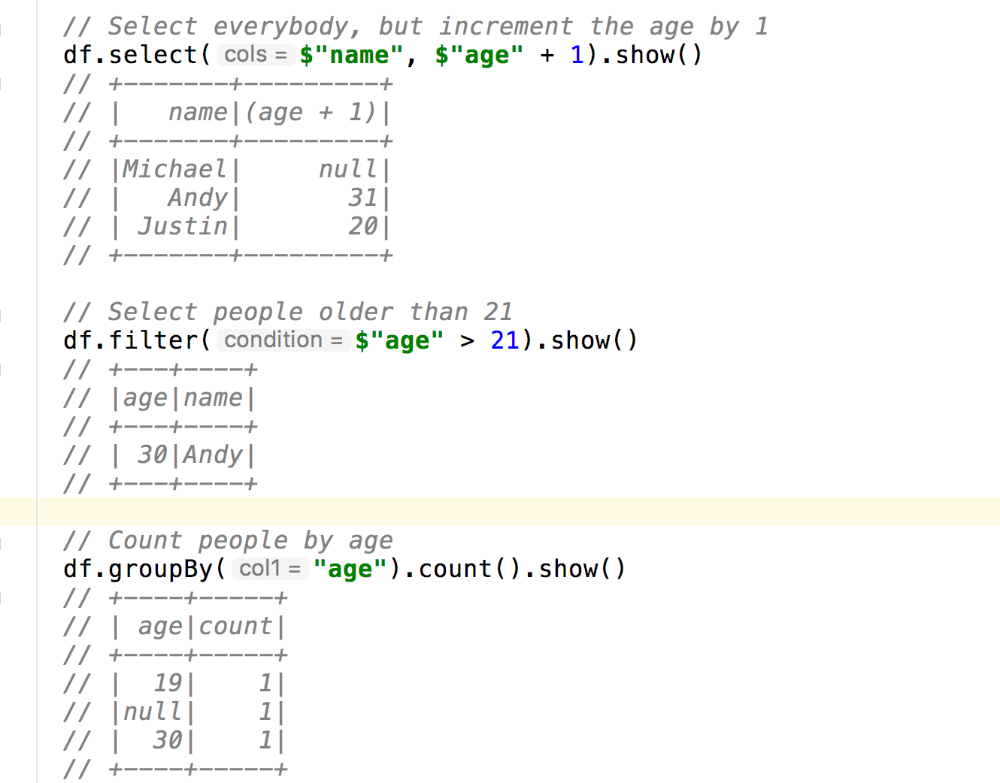 // Select everybody, but increment the age by 1
df.select( cols = $"name", $"age" + 1).show()
// +-------+---------+
// |   name|(age + 1)|
// +-------+---------+
// |Michael|     null|
// |   Andy|       31|
// | Justin|       20|
// +-------+---------+
// Select people older than 21
df.filter( condition = $"age" > 21).show()
// +---+----+
// |age|name|
// +---+----+
// | 30|Andy|
// +---+----+
// Count people by age
df.groupBy( col1 = "age").count().show()
// +----+-----+
// | age|count|
// +----+-----+
// |  19|    1|
// |null|    1|
// |  30|    1|
// +----+-----+